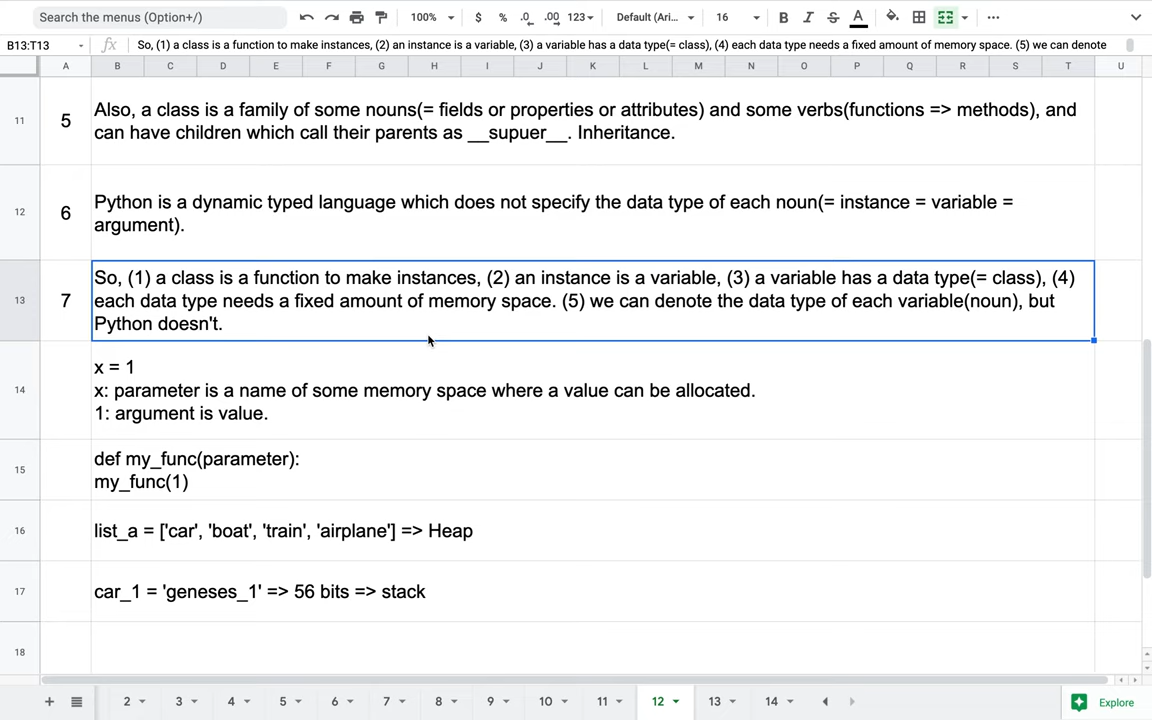 Search the menus (Option+/)
100%
$ % .0 .00 123
Default (Ari...
16
B I S A
B13:T13
fx
So, (1) a class is a function to make instances, (2) an instance is a variable, (3) a variable has a data type(= class), (4) each data type needs a fixed amount of memory space. (5) we can denote
A B C D E F G H I J K L M N O P Q R S T U
11
5
Also, a class is a family of some nouns(= fields or properties or attributes) and some verbs(functions => methods), and
can have children which call their parents as __supuer__. Inheritance.
12
6
Python is a dynamic typed language which does not specify the data type of each noun(= instance = variable =
argument).
13
7
So, (1) a class is a function to make instances, (2) an instance is a variable, (3) a variable has a data type(= class), (4)
each data type needs a fixed amount of memory space. (5) we can denote the data type of each variable(noun), but
Python doesn't.
14
x = 1
x: parameter is a name of some memory space where a value can be allocated.
1: argument is value.
15
def my_func(parameter):
my_func(1)
16
list_a = ['car', 'boat', 'train', 'airplane'] => Heap
17
car_1 = 'geneses_1' => 56 bits => stack
18
2 3 4 5 6 7 8 9 10 11 12 13 14
Explore